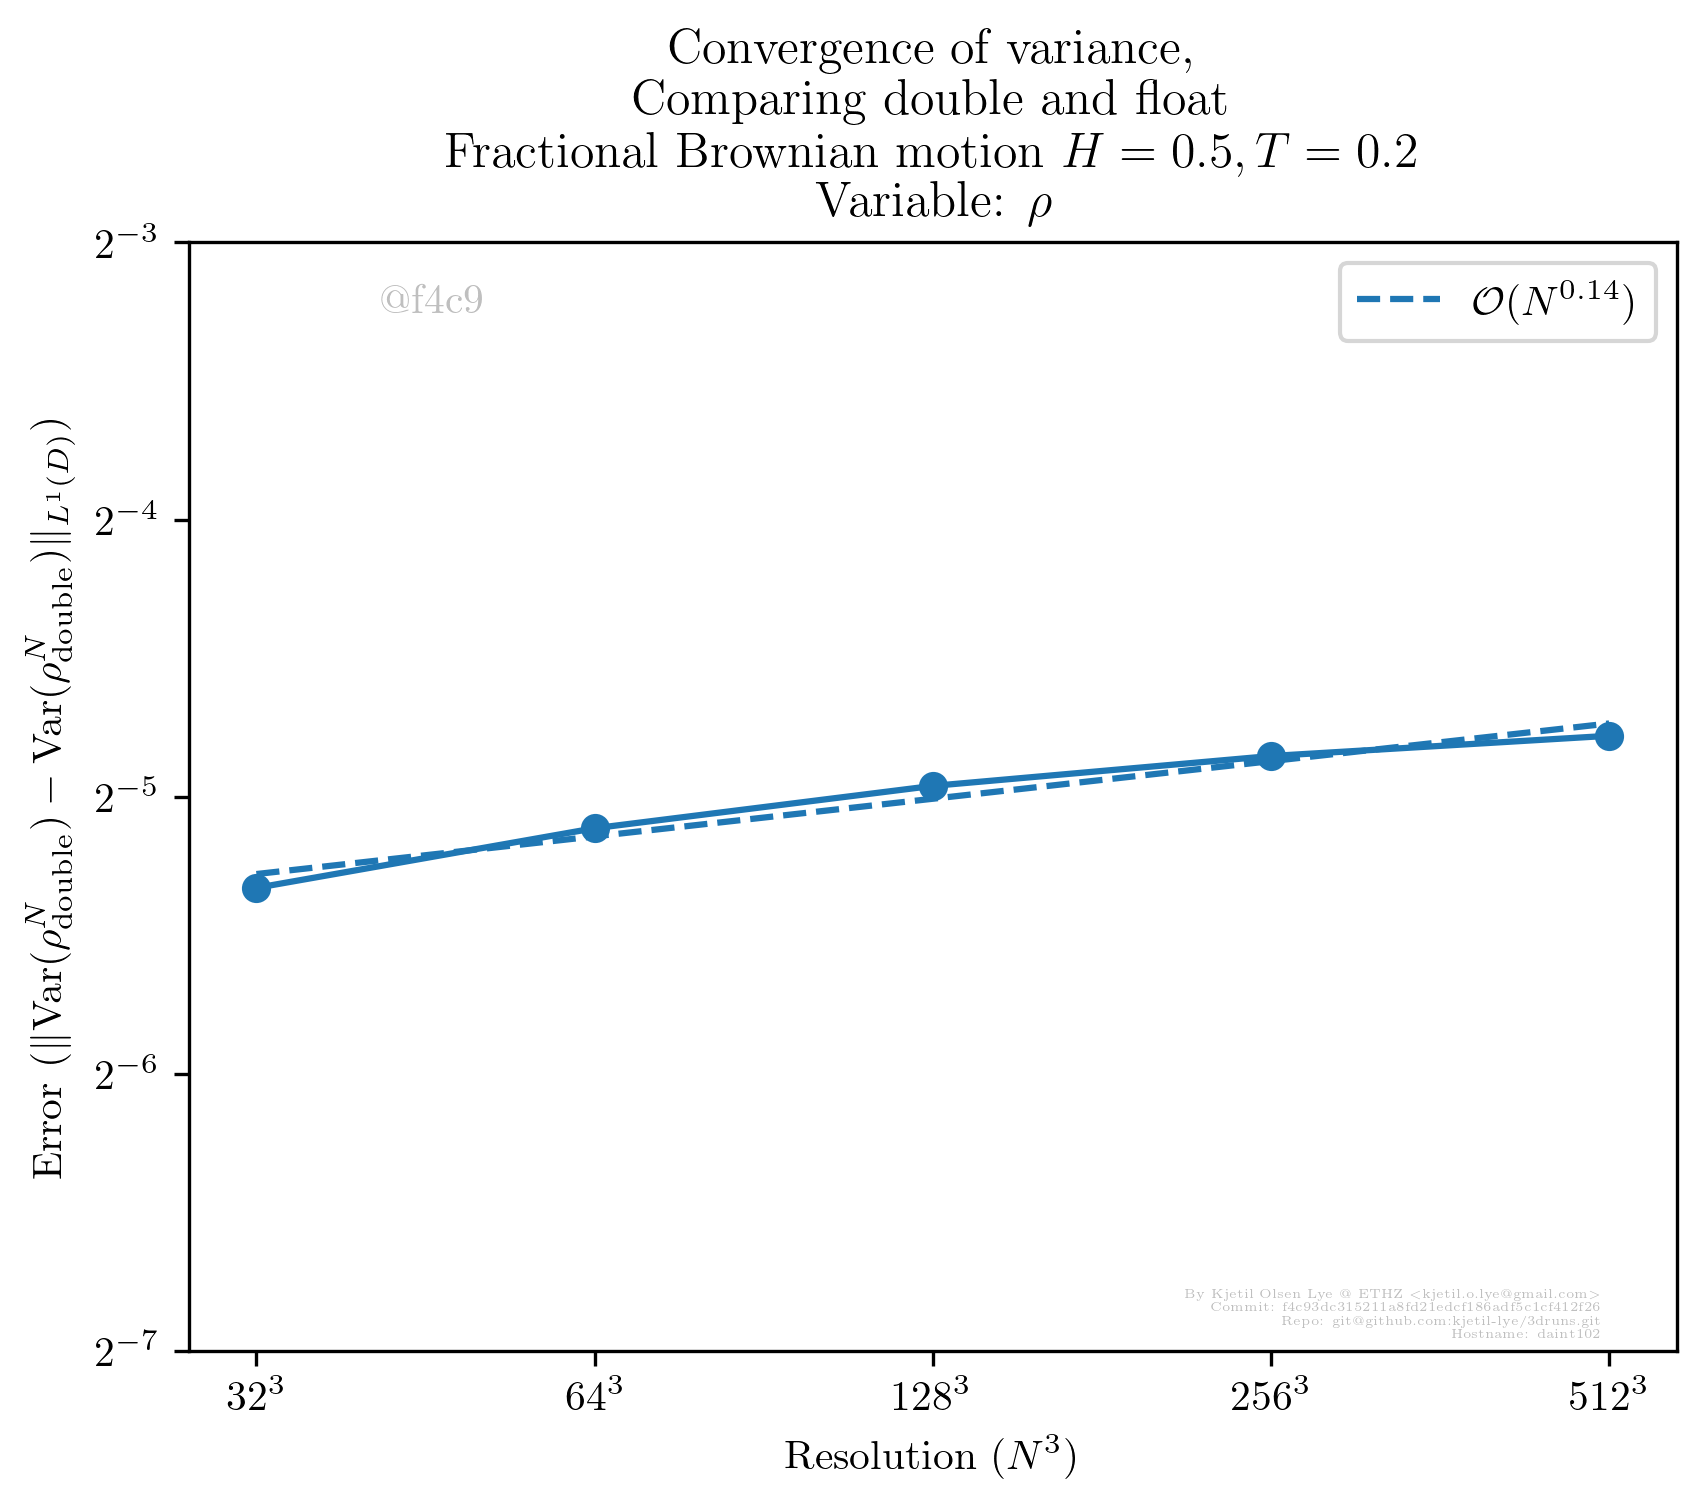 Convergence of variance,
Comparing double and float
Fractional Brownian motion H = 0.5, T = 0.2
Variable: ρ
@f4c9
O(N^0.14)
2^−3
2^−4
2^−5
2^−6
2^−7
Error (||Var(ρ^N_double) − Var(ρ^N_double)||_L^1(D))
By Kjetil Olsen Lye @ ETHZ <kjetil.o.lye@gmail.com>
Commit: f4c93dc315211a8fd21edcf186adf5c1cf412f26
Repo: git@github.com:kjetil-lye/3druns.git
Hostname: daint102
32^3
64^3
128^3
256^3
512^3
Resolution (N^3)